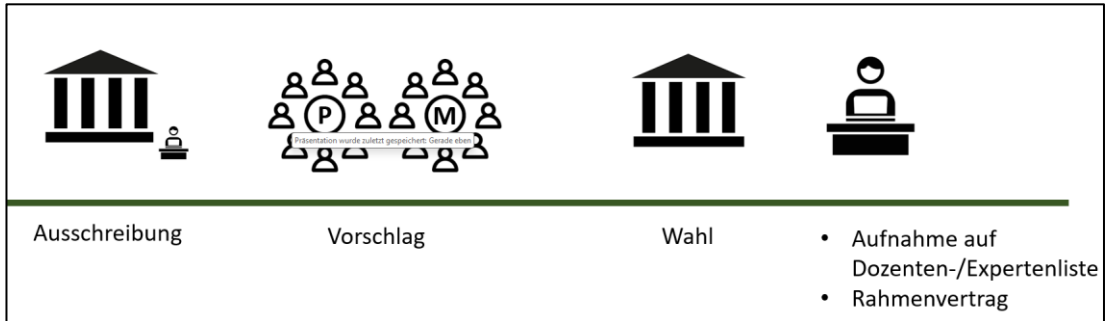 P
M
Präsentation wurde zuletzt gespeichert: Gerade eben
Ausschreibung
Vorschlag
Wahl
• Aufnahme auf
Dozenten-/Expertenliste
• Rahmenvertrag